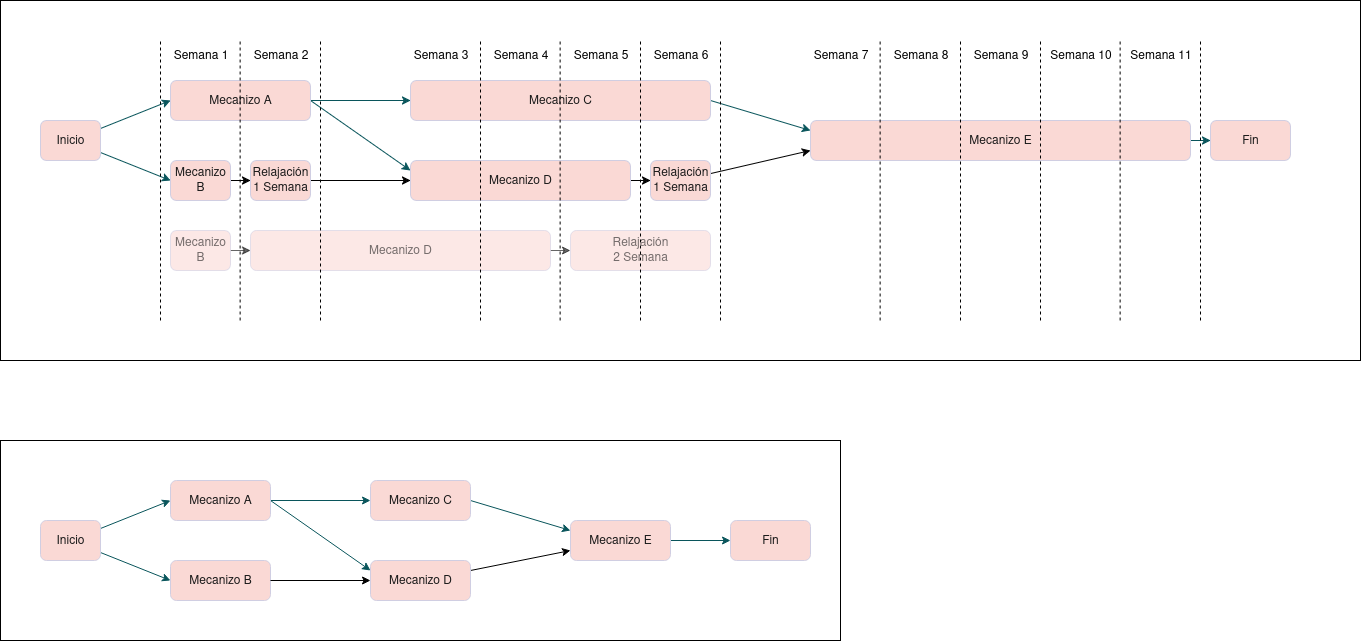 Semana 1
Semana 2
Semana 3
Semana 4
Semana 5
Semana 6
Semana 7
Semana 8
Semana 9
Semana 10
Semana 11
Mecanizo A
Mecanizo C
Inicio
Mecanizo E
Fin
Mecanizo
B
Relajación
1 Semana
Mecanizo D
Relajación
1 Semana
Mecanizo
B
Mecanizo D
Relajación
2 Semana
Mecanizo A
Mecanizo C
Inicio
Mecanizo E
Fin
Mecanizo B
Mecanizo D